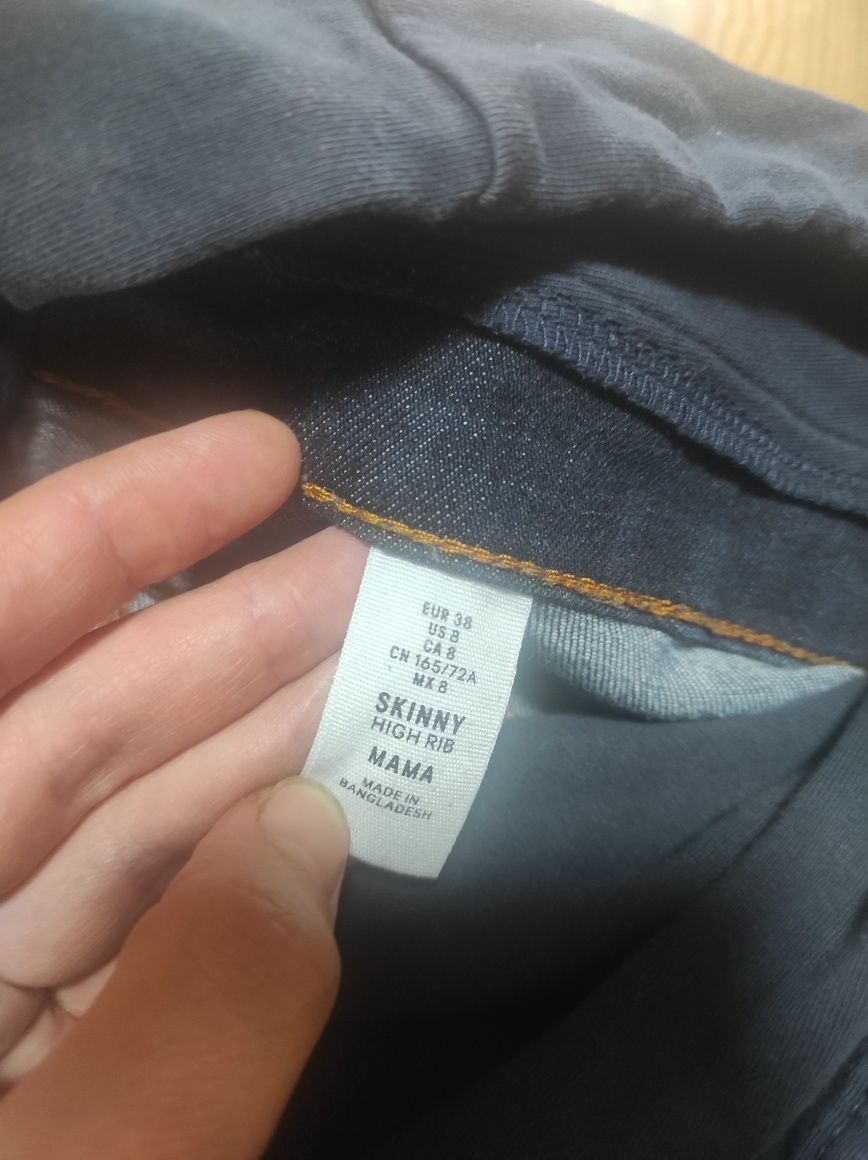 EUR 38
US 8
CA 8
CN 165/72A
MX 8
SKINNY
HIGH RIB
MAMA
MADE IN
BANGLADESH